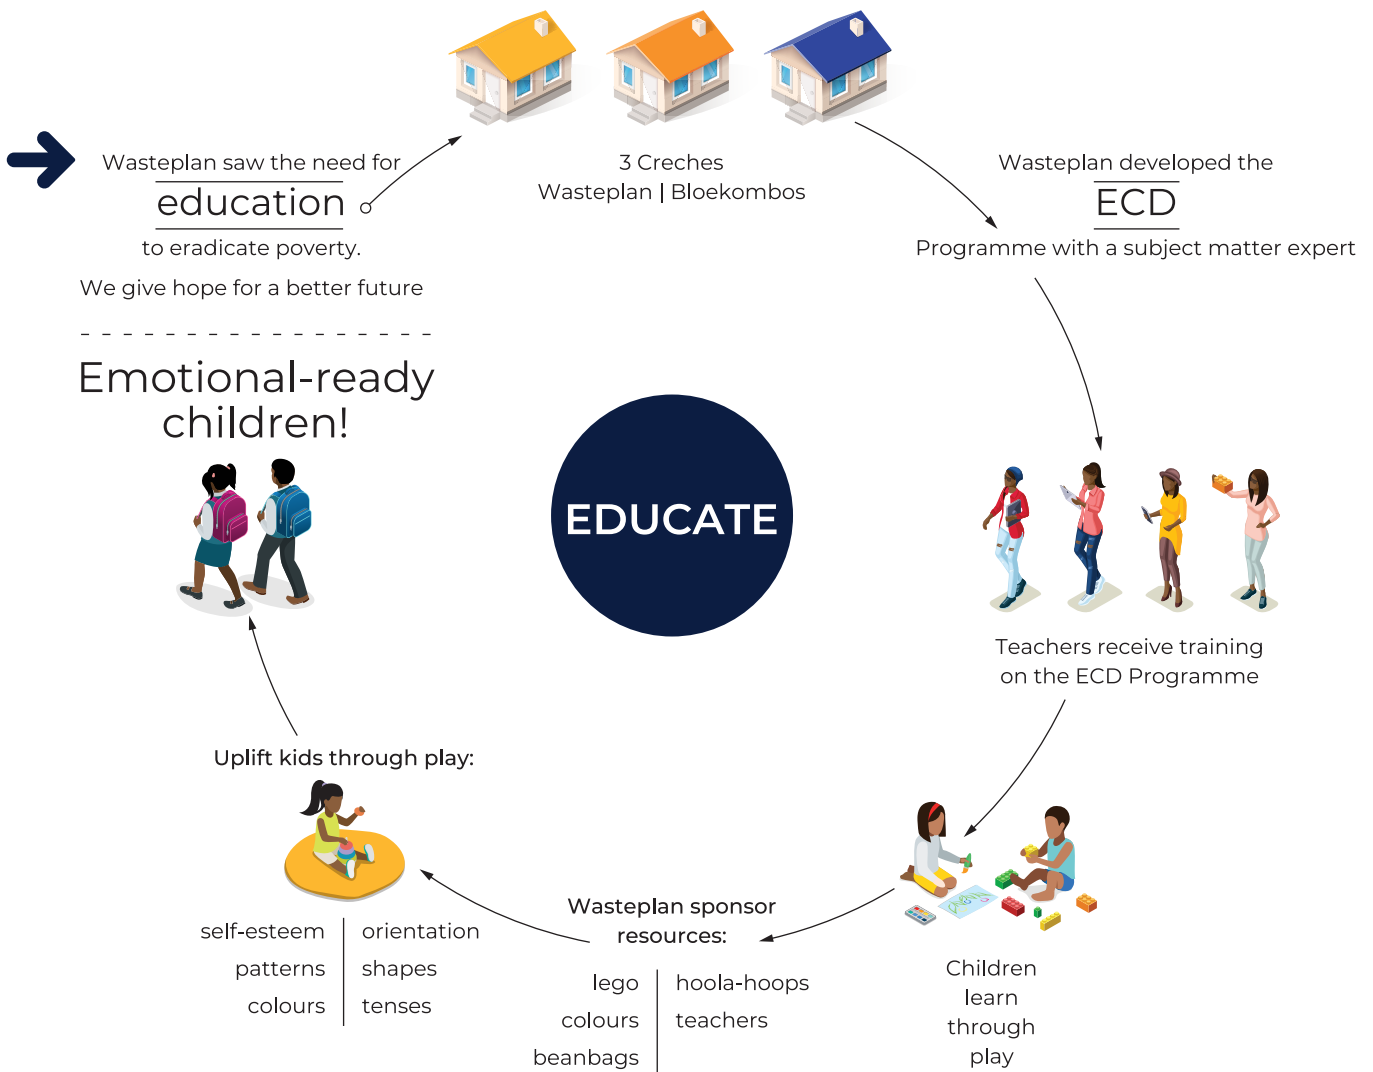 Wasteplan saw the need for
education
to eradicate poverty.
We give hope for a better future
3 Creches
Wasteplan | Bloekombos
Wasteplan developed the
ECD
Programme with a subject matter expert
Teachers receive training
on the ECD Programme
Children
learn
through
play
Wasteplan sponsor
resources:
lego
colours
beanbags
hoola-hoops
teachers
Uplift kids through play:
self-esteem
patterns
colours
orientation
shapes
tenses
Emotional-ready
children!
EDUCATE